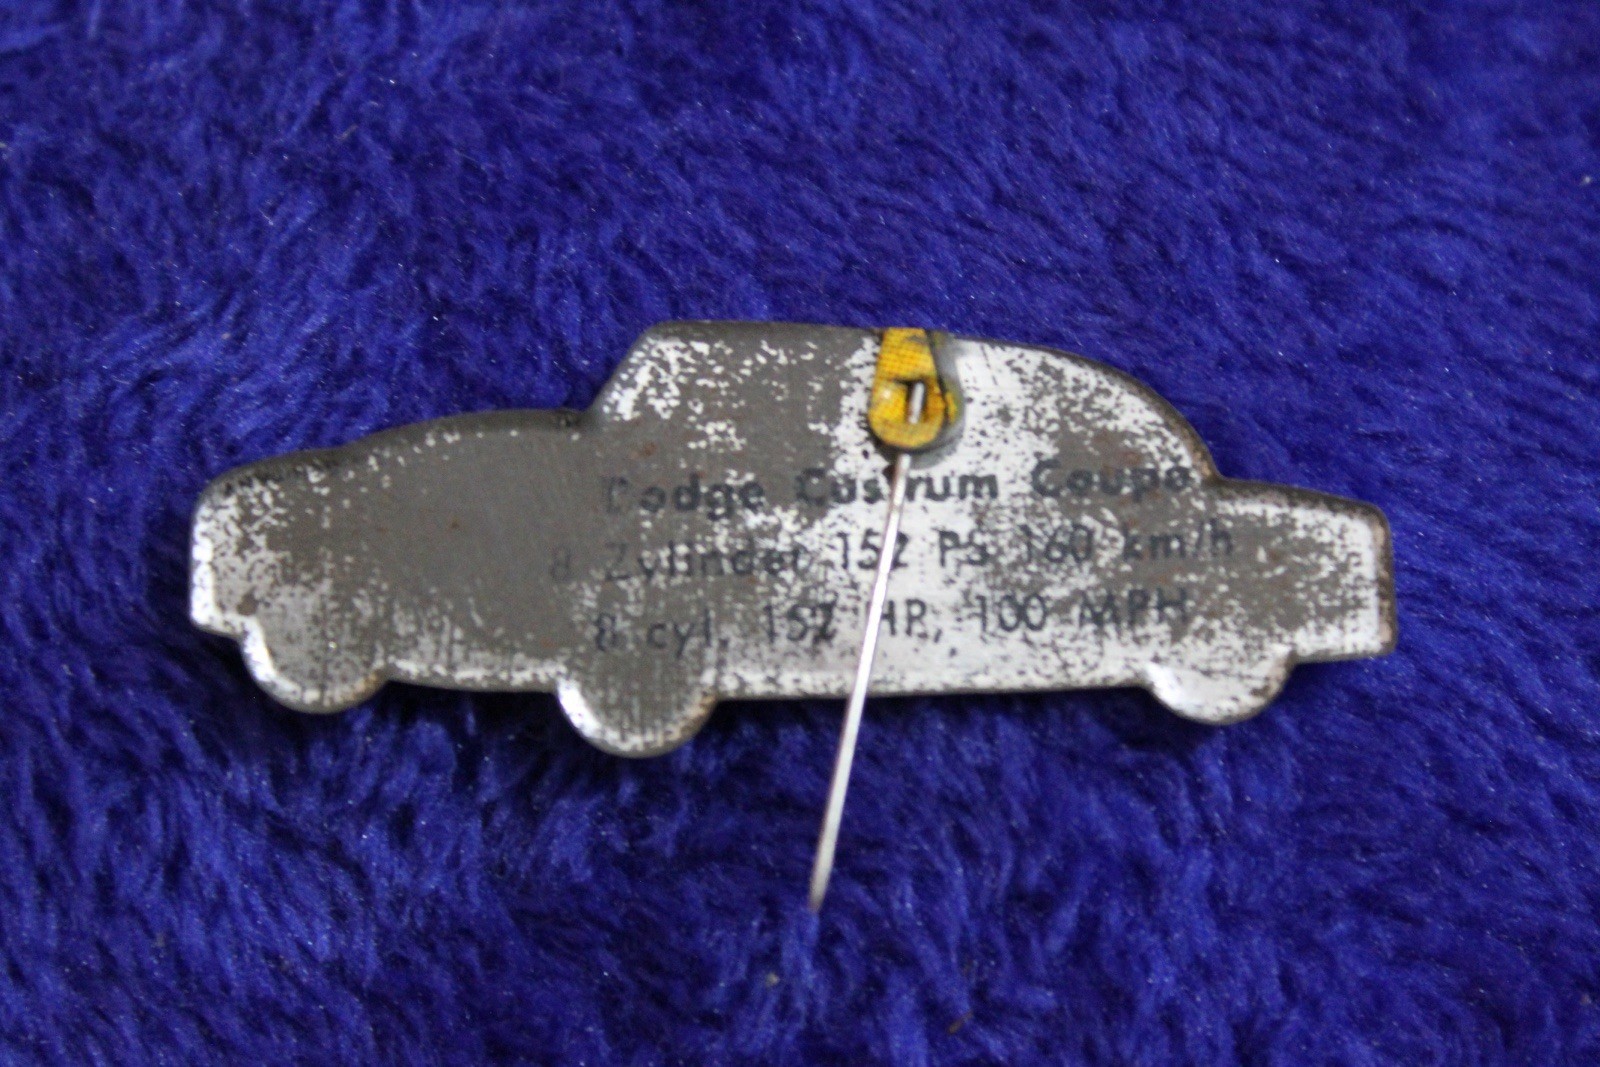 Dodge Custrum Coupe
8 Zylinder 152 PS 160 km/h
8 cyl, 152 HP, 100 MPH